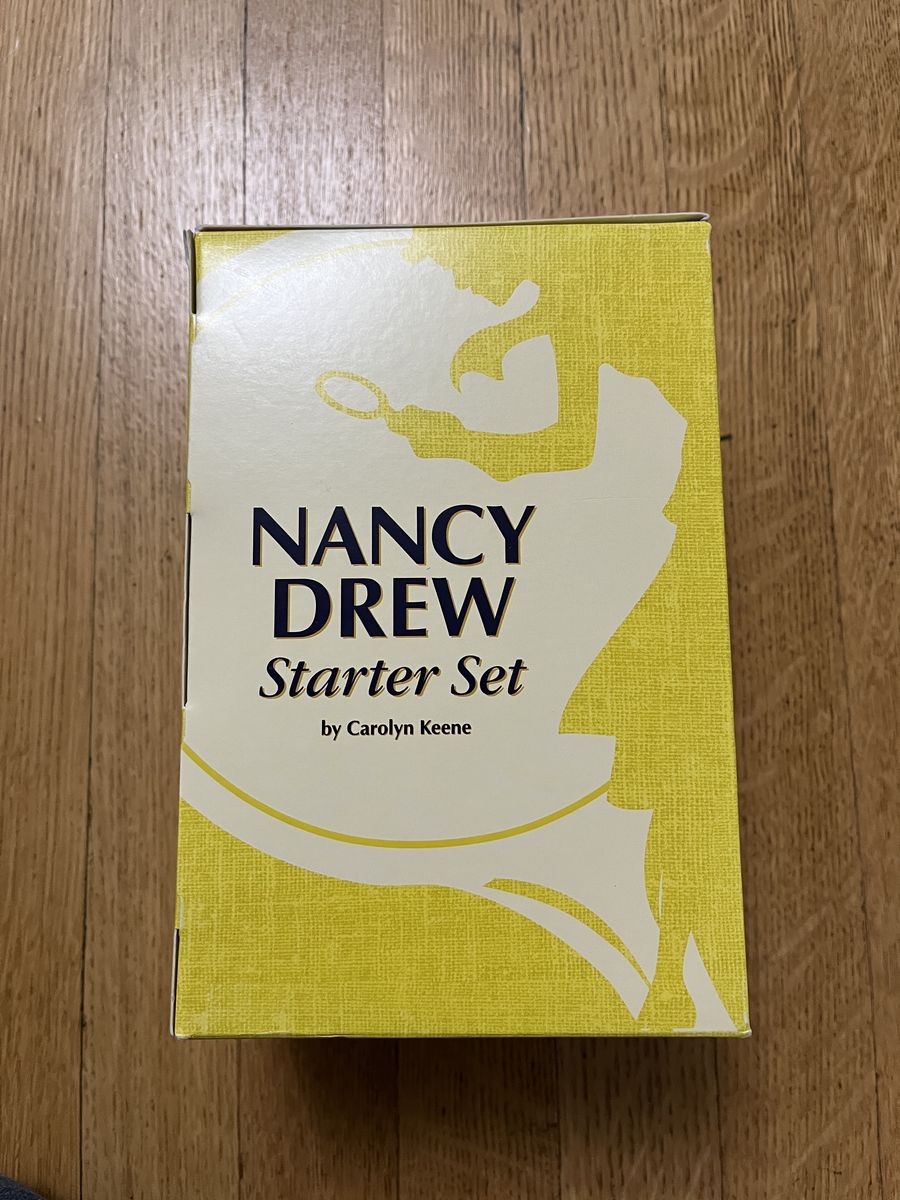 NANCY
DREW
Starter Set
by Carolyn Keene